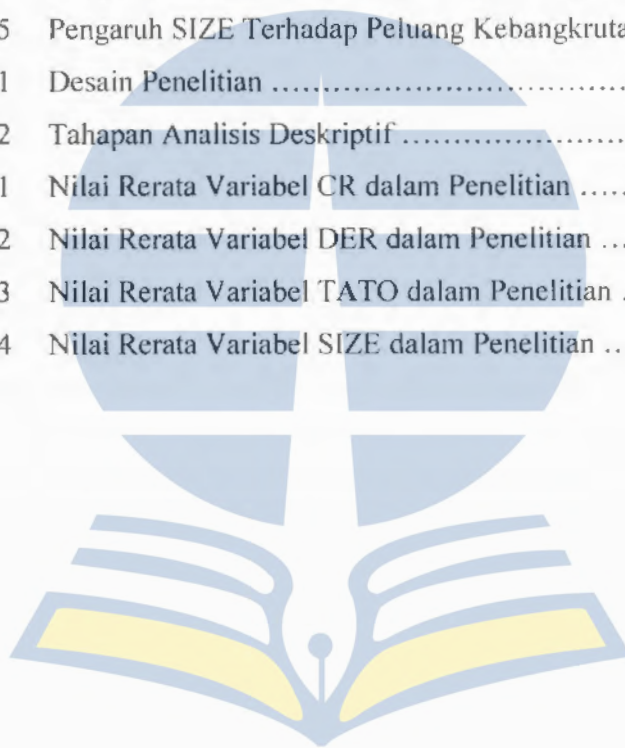 5 Pengaruh SIZE Terhadap Peluang Kebangkruta
1 Desain Penelitian ......................................
2 Tahapan Analisis Deskriptif ........................
1 Nilai Rerata Variabel CR dalam Penelitian ......
2 Nilai Rerata Variabel DER dalam Penelitian ...
3 Nilai Rerata Variabel TATO dalam Penelitian .
4 Nilai Rerata Variabel SIZE dalam Penelitian ...